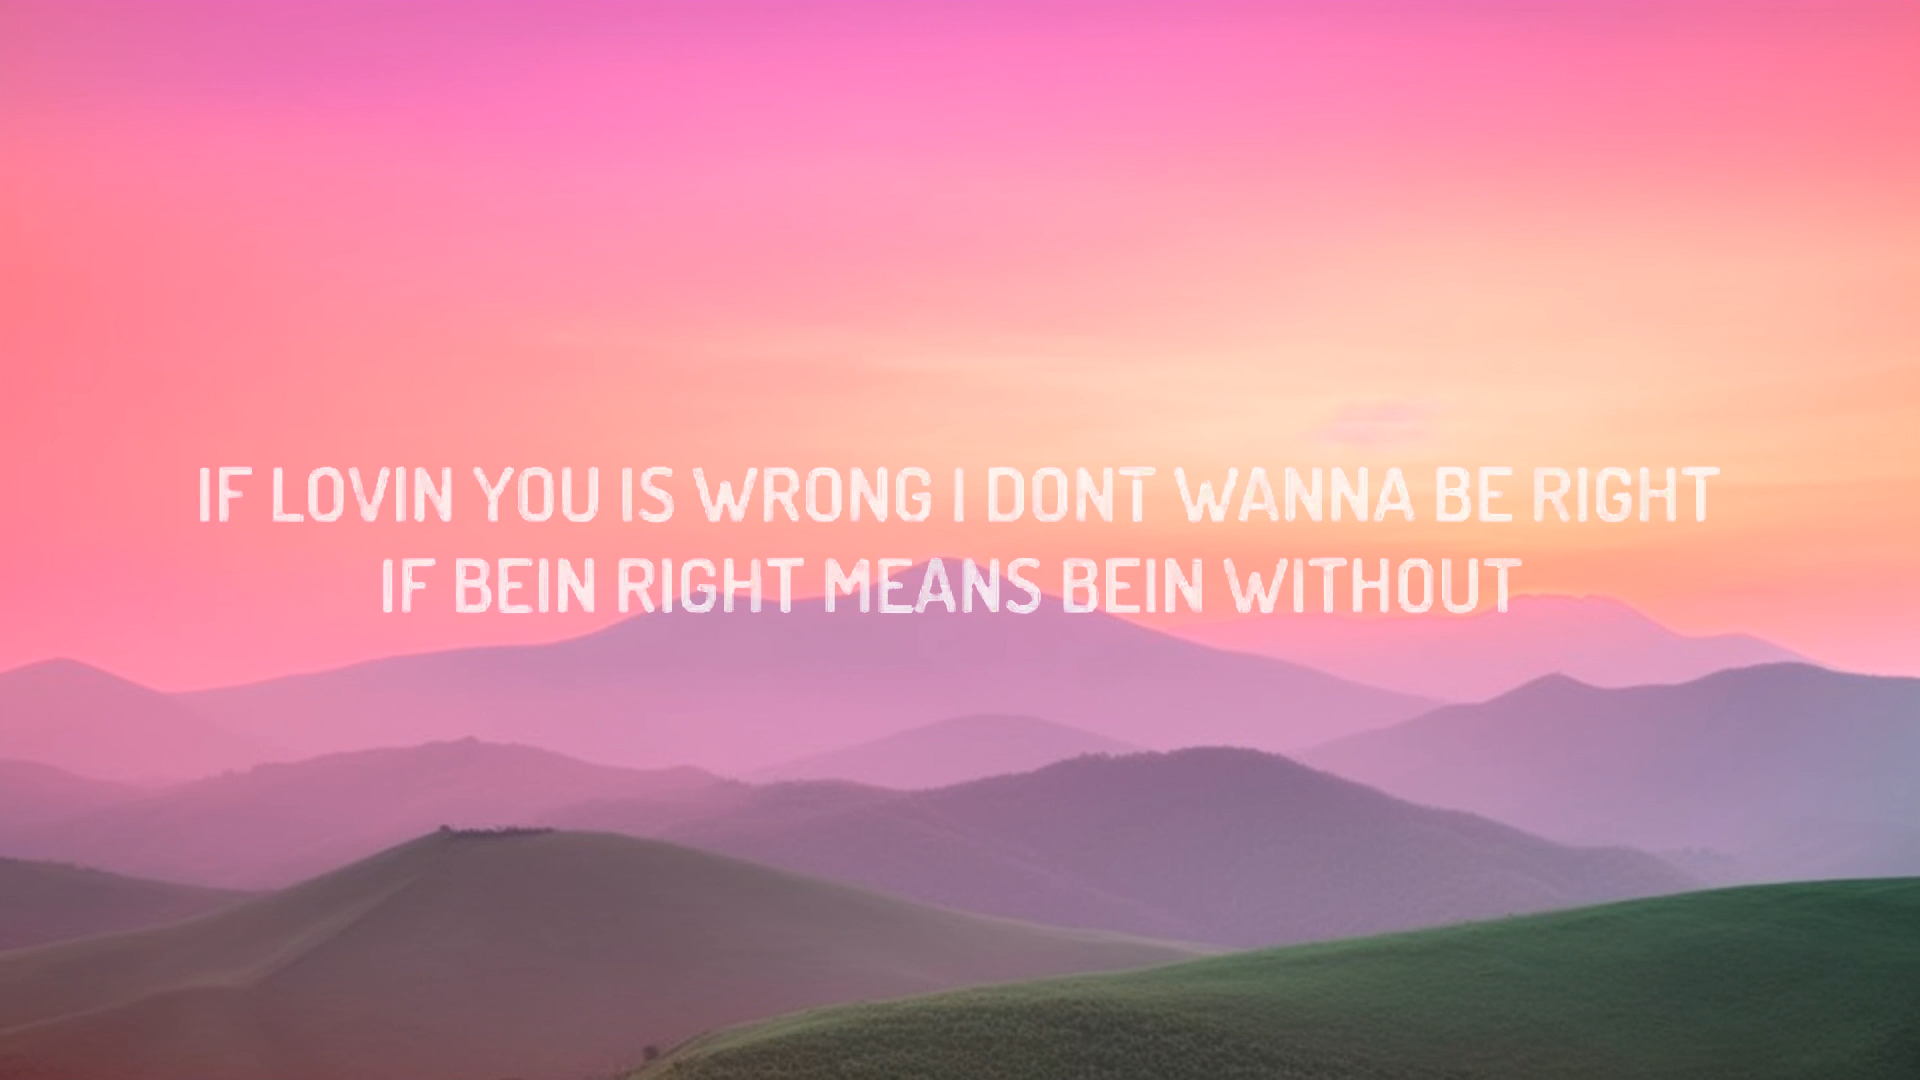 IF LOVIN YOU IS WRONG I DONT WANNA BE RIGHT
IF BEIN RIGHT MEANS BEIN WITHOUT